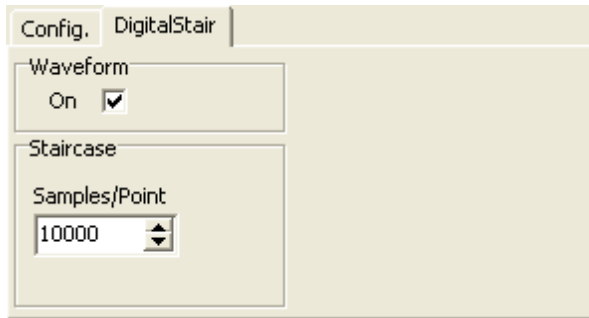 Config. DigitalStair
Waveform
On
Staircase
Samples/Point
10000